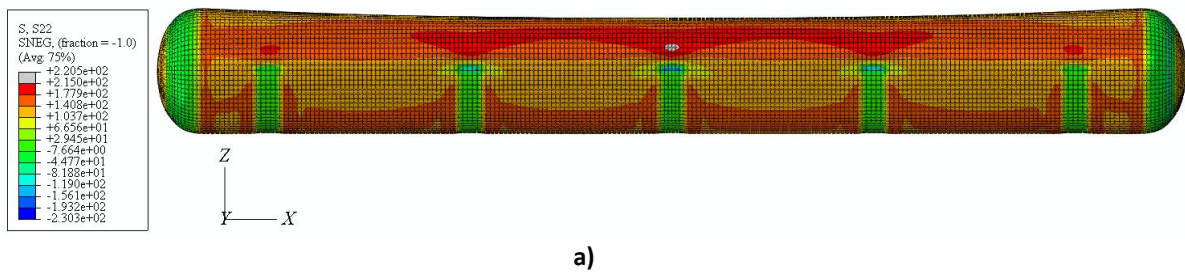 S, S22
SNEG, (fraction = -1.0)
(Avg: 75%)
+2.205e+02
+2.150e+02
+1.779e+02
+1.408e+02
+1.037e+02
+6.656e+01
+2.945e+01
-7.664e+00
-4.477e+01
-8.188e+01
-1.190e+02
-1.561e+02
-1.932e+02
-2.303e+02
Z
Y X
a)